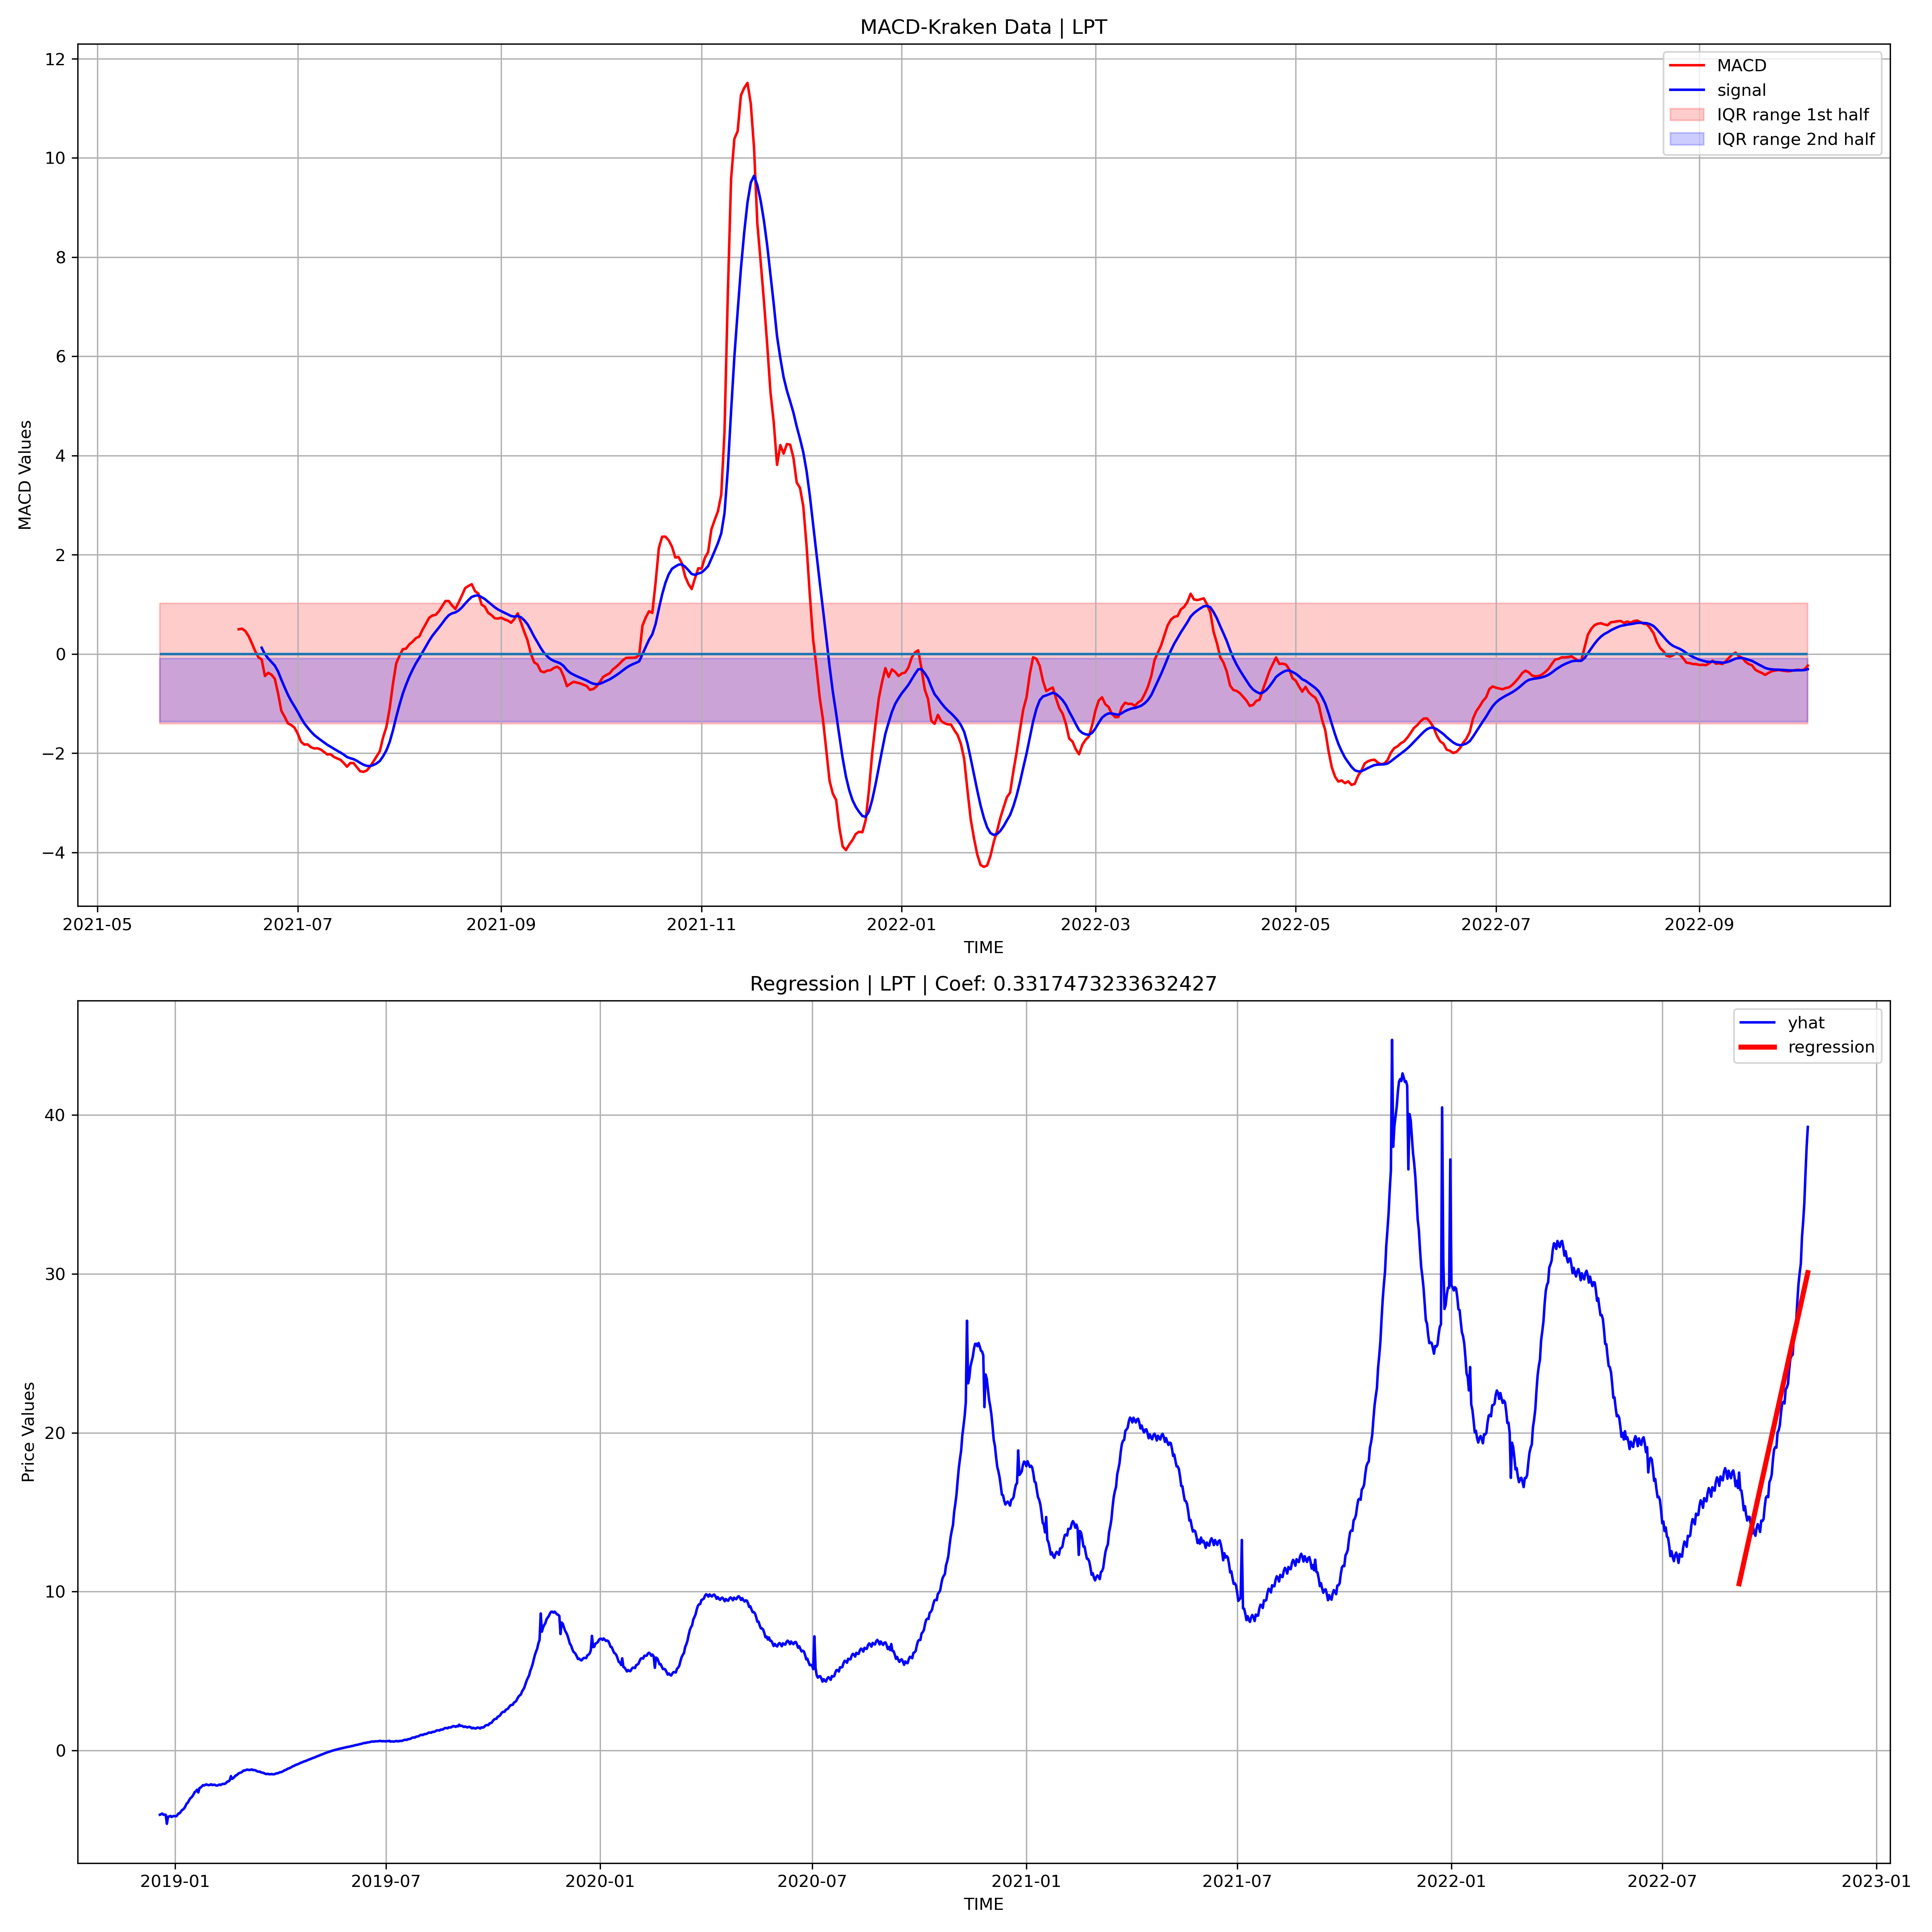 MACD-Kraken Data | LPT
MACD
signal
IQR range 1st half
IQR range 2nd half
12
10
8
6
4
2
0
−2
−4
MACD Values
2021-05 2021-07 2021-09 2021-11 2022-01 2022-03 2022-05 2022-07 2022-09
TIME
Regression | LPT | Coef: 0.3317473233632427
yhat
regression
40
30
20
10
0
Price Values
2019-01 2019-07 2020-01 2020-07 2021-01 2021-07 2022-01 2022-07 2023-01
TIME